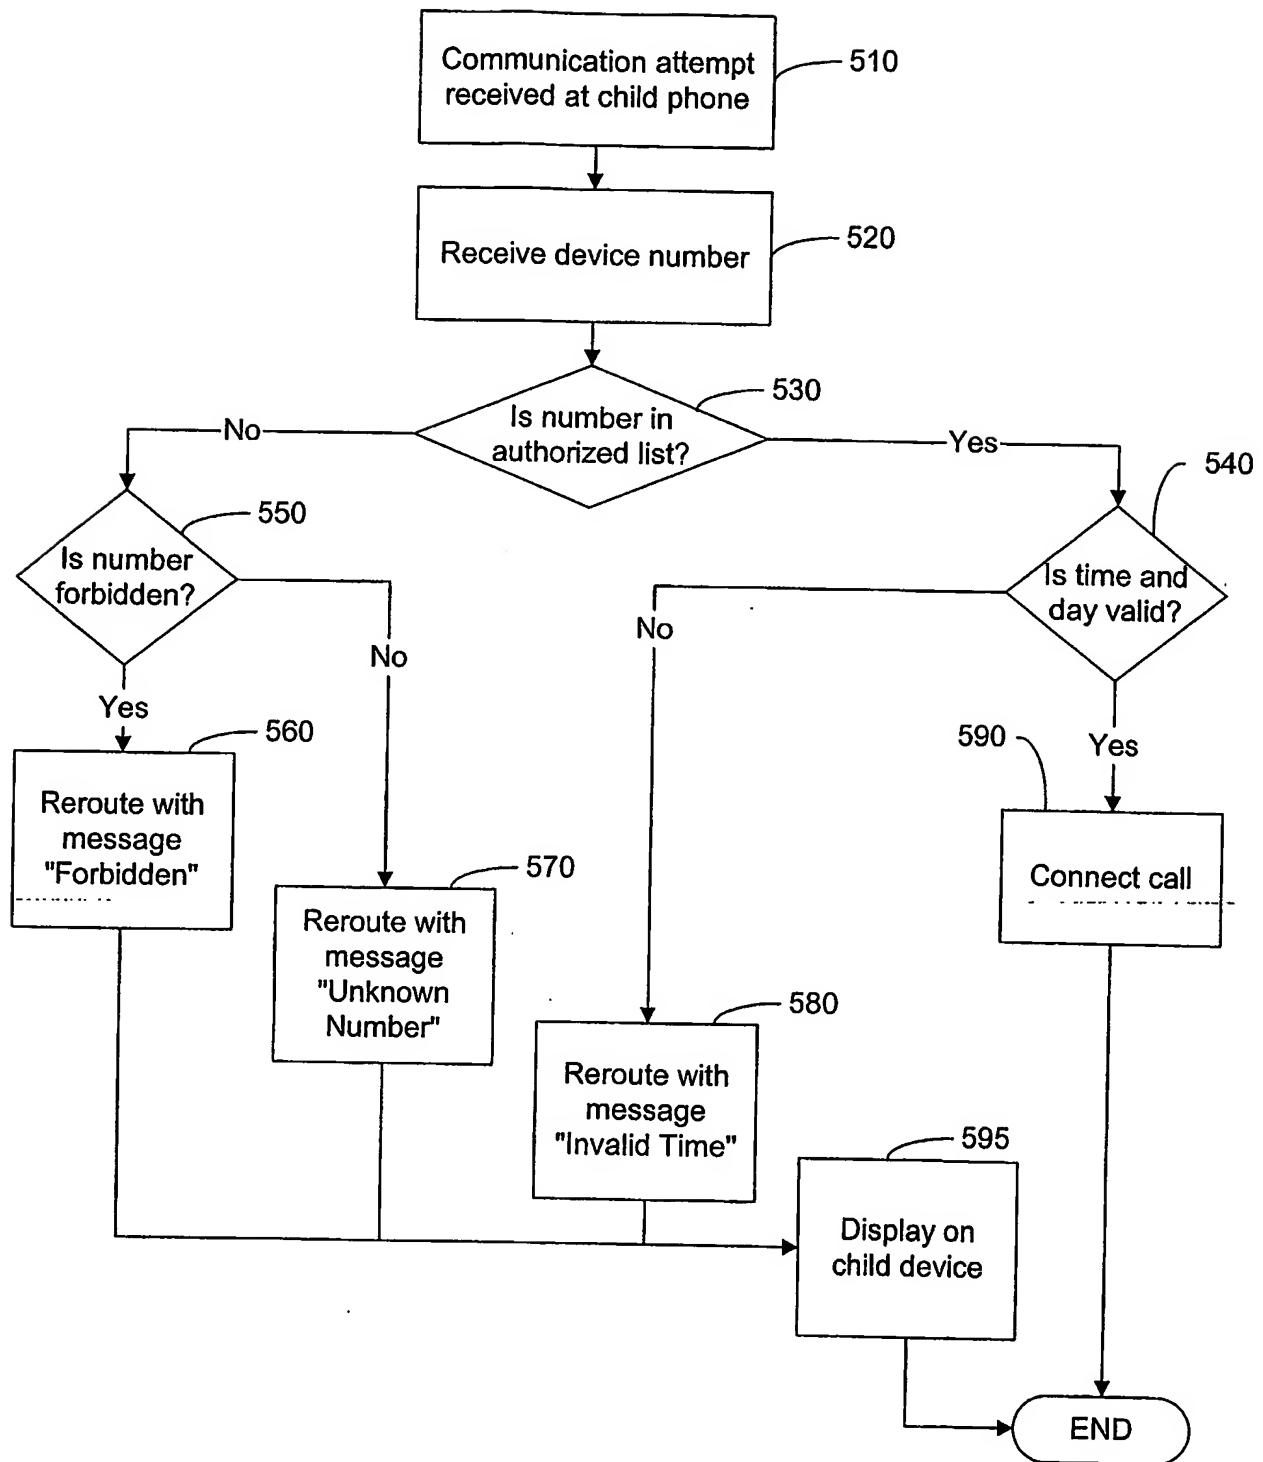 Communication attempt
received at child phone
510
Receive device number
520
Is number in
authorized list?
530
No
Yes
540
Is number
forbidden?
550
Is time and
day valid?
No
No
Yes
Yes
560
590
Reroute with
message
"Forbidden"
Connect call
570
Reroute with
message
"Unknown
Number"
580
Reroute with
message
"Invalid Time"
595
Display on
child device
END